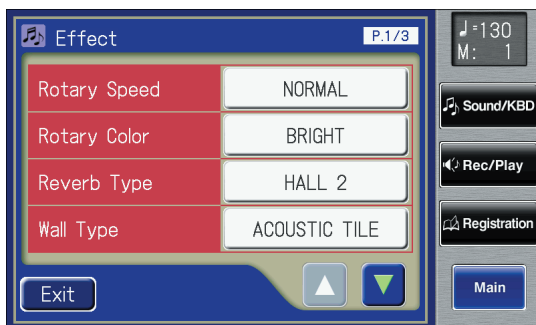 Effect
P.1/3
Rotary Speed NORMAL
Rotary Color BRIGHT
Reverb Type HALL 2
Wall Type ACOUSTIC TILE
Exit
♩=130
M: 1
Sound/KBD
Rec/Play
Registration
Main